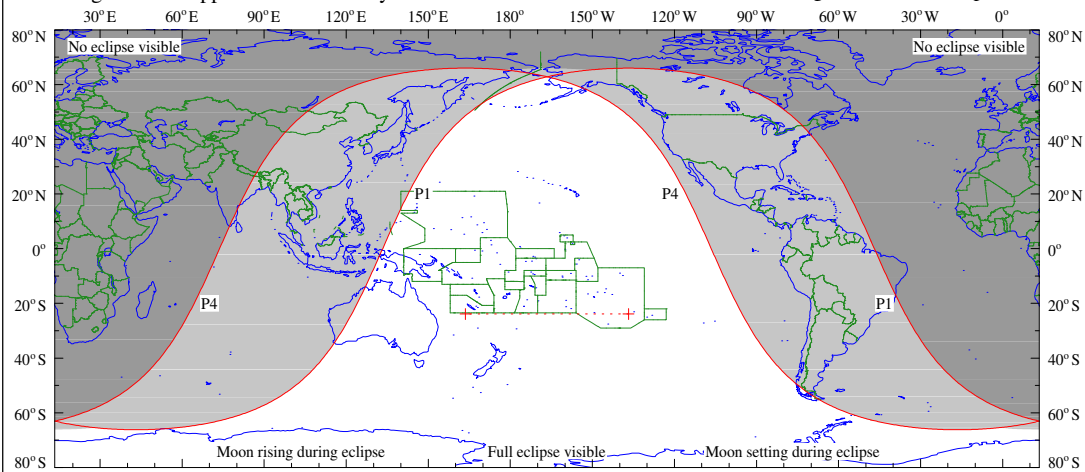 30° E 60° E 90° E 120° E 150° E 180° 150° W 120° W 90° W 60° W 30° W 0°
80° N 80° N
No eclipse visible No eclipse visible
60° N 60° N
40° N 40° N
20° N P1 P4 20° N
0° 0°
20° S P4 P1 20° S
40° S 40° S
60° S 60° S
Moon rising during eclipse Full eclipse visible Moon setting during eclipse
80° S 80° S